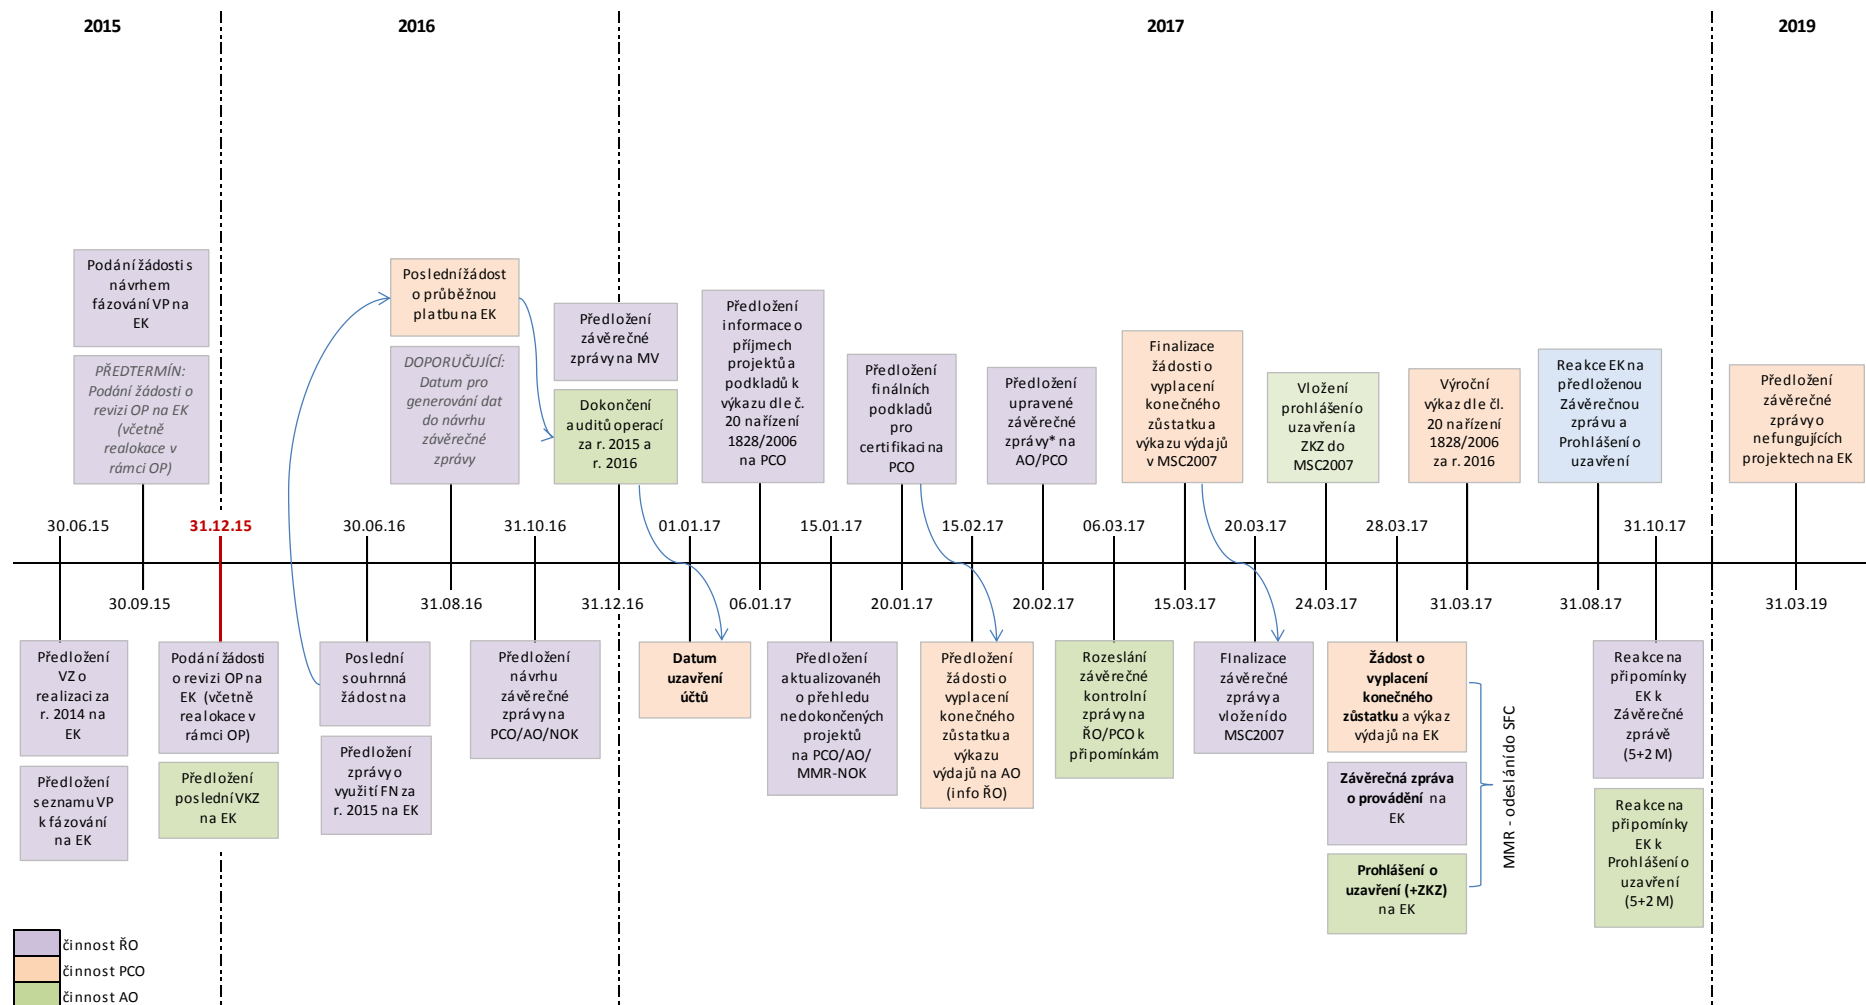 2015
2016
2017
2019
Podání žádosti s
návrhem
fázování VP na
EK
PŘEDTERMÍN:
Podání žádosti o
revizi OP na EK
(včetně
realokace v
rámci OP)
Poslední žádost
o průběžnou
platbu na EK
DOPORUČUJÍCÍ:
Datum pro
generování dat
do návrhu
závěrečné
zprávy
Předložení
závěrečné
zprávy na MV
Dokončení
auditů operací
za r. 2015 a
r. 2016
Předložení
informace o
příjmech
projektů a
podkladů k
výkazu dle č.
20 nařízení
1828/2006
na PCO
Předložení
finálních
podkladů
pro
certifikaci na
PCO
Předložení
upravené
závěrečné
zprávy* na
AO/PCO
Finalizace
žádosti o
vyplacení
konečného
zůstatku a
výkazu výdajů
v MSC2007
Vložení
prohlášení o
uzavření a
ZKZ do
MSC2007
Výroční
výkaz dle čl.
20 nařízení
1828/2006
za r. 2016
Reakce EK na
předloženou
Závěrečnou
zprávu a
Prohlášení o
uzavření
Předložení
závěrečné
zprávy o
nefungujících
projektech na EK
30.06.15
31.12.15
30.06.16
31.10.16
01.01.17
15.01.17
15.02.17
06.03.17
20.03.17
28.03.17
31.10.17
30.09.15
31.08.16
31.12.16
06.01.17
20.01.17
20.02.17
15.03.17
24.03.17
31.03.17
31.08.17
31.03.19
Předložení
VZ o
realizaci za
r. 2014 na
EK
Předložení
seznamu VP
k fázování
na EK
Podání žádosti
o revizi OP na
EK (včetně
realokace v
rámci OP)
Předložení
poslední VKZ
na EK
Poslední
souhrnná
žádost na
Předložení
zprávy o
využití FN za
r. 2015 na EK
Předložení
návrhu
závěrečné
zprávy na
PCO/AO/NOK
Datum
uzavření
účtů
Předložení
aktualizovanéh
o přehledu
nedokončených
projektů
na PCO/AO/
MMR-NOK
Předložení
žádosti o
vyplacení
konečného
zůstatku a
výkazu
výdajů na AO
(info ŘO)
Rozeslání
závěrečné
kontrolní
zprávy na
ŘO/PCO k
připomínkám
FInalizace
závěrečné
zprávy a
vložení do
MSC2007
Žádost o
vyplacení
konečného
zůstatku a výkaz
výdajů na EK
Závěrečná zpráva
o provádění na
EK
Prohlášení o
uzavření (+ZKZ)
na EK
MMR - odeslání do SFC
Reakce na
připomínky
EK k
Závěrečné
zprávě
(5+2 M)
Reakce na
připomínky
EK k
Prohlášení o
uzavření
(5+2 M)
činnost ŘO
činnost PCO
činnost AO